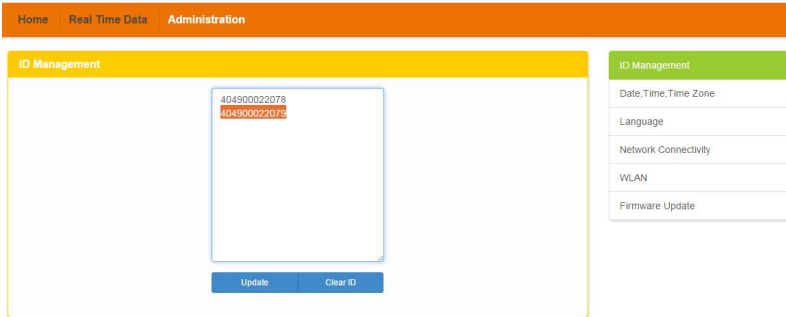 Home Real Time Data Administration
ID Management
404900022078
404900022079
Update Clear ID
ID Management
Date,Time,Time Zone
Language
Network Connectivity
WLAN
Firmware Update